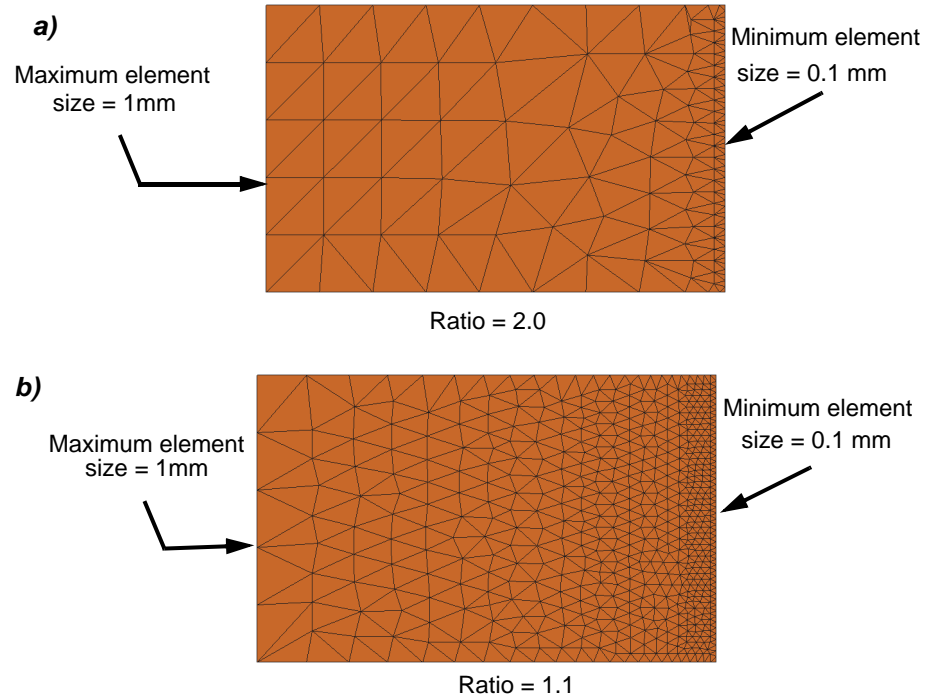 a)
Maximum element
size = 1mm
Minimum element
size = 0.1 mm
Ratio = 2.0
b)
Maximum element
size = 1mm
Minimum element
size = 0.1 mm
Ratio = 1.1